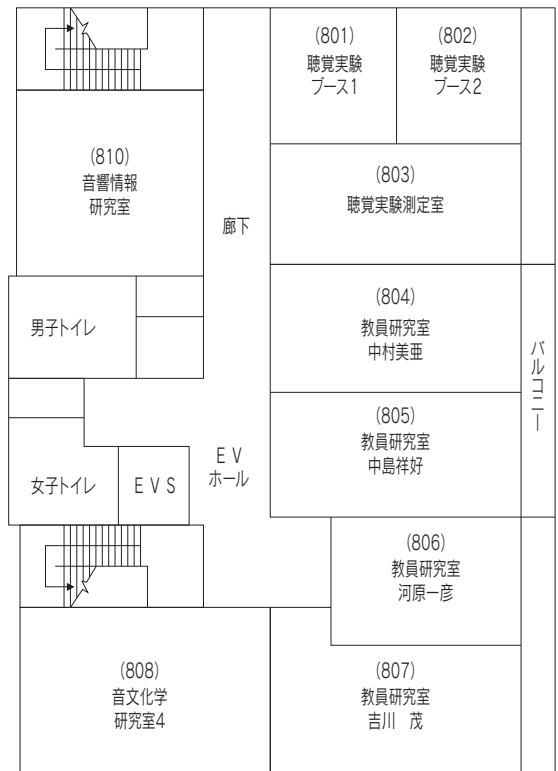 (801)
聴覚実験
ブース1
(802)
聴覚実験
ブース2
(810)
音響情報
研究室
(803)
聴覚実験測定室
廊下
(804)
教員研究室
中村美亜
男子トイレ
バルコニー
(805)
教員研究室
中島祥好
ＥＶ
ホール
女子トイレ
ＥＶＳ
(806)
教員研究室
河原一彦
(808)
音文化学
研究室4
(807)
教員研究室
吉川　茂